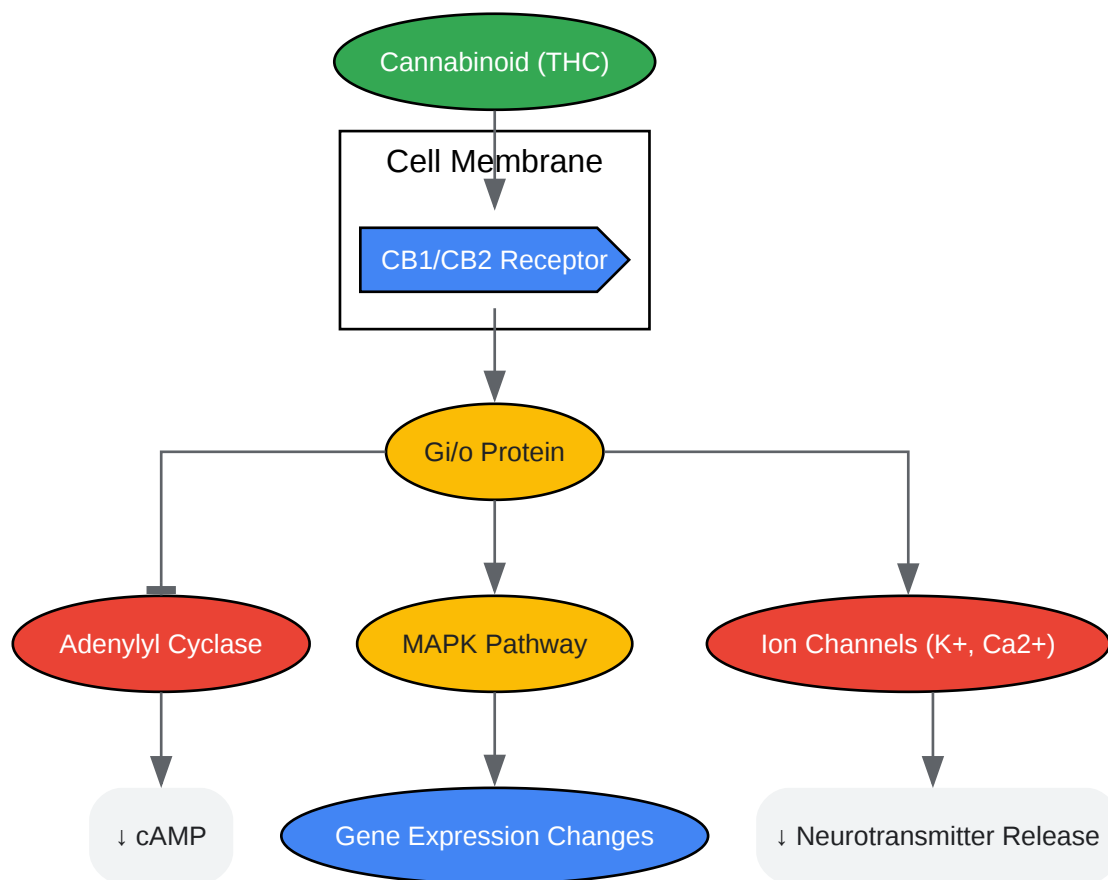 Cannabinoid (THC)
Cell Membrane
CB1/CB2 Receptor
Gi/o Protein
Adenylyl Cyclase
MAPK Pathway
Ion Channels (K+, Ca2+)
↓ cAMP
Gene Expression Changes
↓ Neurotransmitter Release